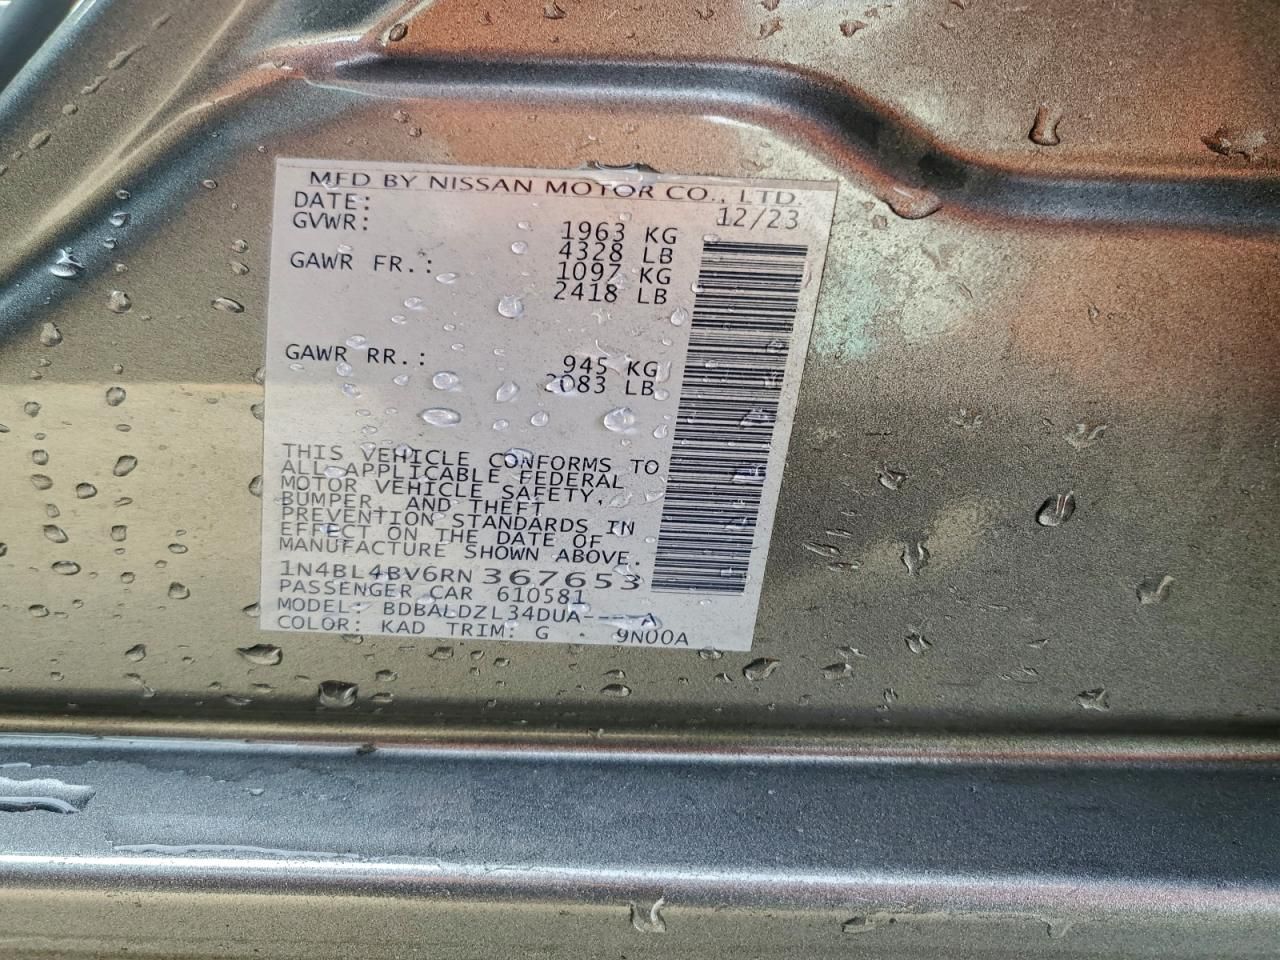 MFD BY NISSAN MOTOR CO., LTD.
DATE: 12/23
GVWR: 1963 KG
4328 LB
GAWR FR.: 1097 KG
2418 LB
GAWR RR.: 945 KG
2083 LB
THIS VEHICLE CONFORMS TO
ALL APPLICABLE FEDERAL
MOTOR VEHICLE SAFETY,
BUMPER, AND THEFT
PREVENTION STANDARDS IN
EFFECT ON THE DATE OF
MANUFACTURE SHOWN ABOVE.
1N4BL4BV6RN367653
PASSENGER CAR 610581
MODEL: BDBALDZL34DUA----A
COLOR: KAD TRIM: G - 9N00A